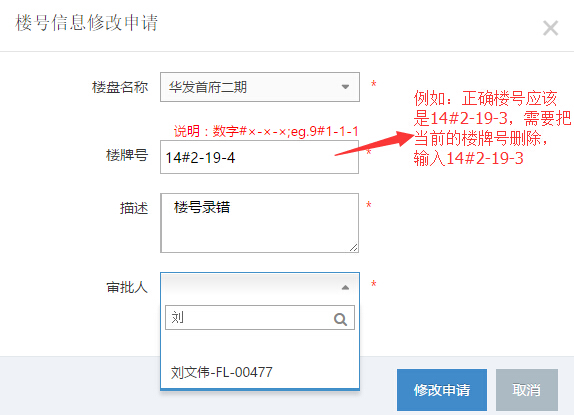 楼号信息修改申请
×
楼盘名称 华发首府二期 *
说明：数字#×-×-×;eg.9#1-1-1
楼牌号 14#2-19-4 *
例如：正确楼号应该
是14#2-19-3，需要把
当前的楼牌号删除，
输入14#2-19-3
描述 楼号录错 *
审批人 *
刘
刘文伟-FL-00477
修改申请 取消